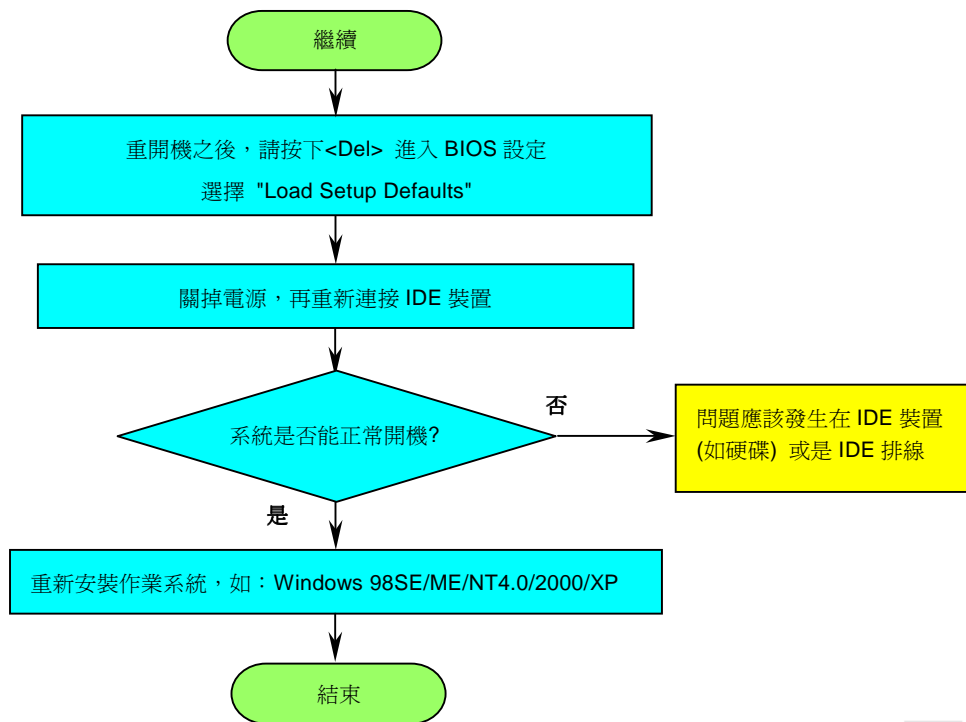 繼續
重開機之後，請按下<Del> 進入 BIOS 設定
選擇 "Load Setup Defaults"
關掉電源，再重新連接 IDE 裝置
系統是否能正常開機?
否
問題應該發生在 IDE 裝置
(如硬碟) 或是 IDE 排線
是
重新安裝作業系統，如：Windows 98SE/ME/NT4.0/2000/XP
結束